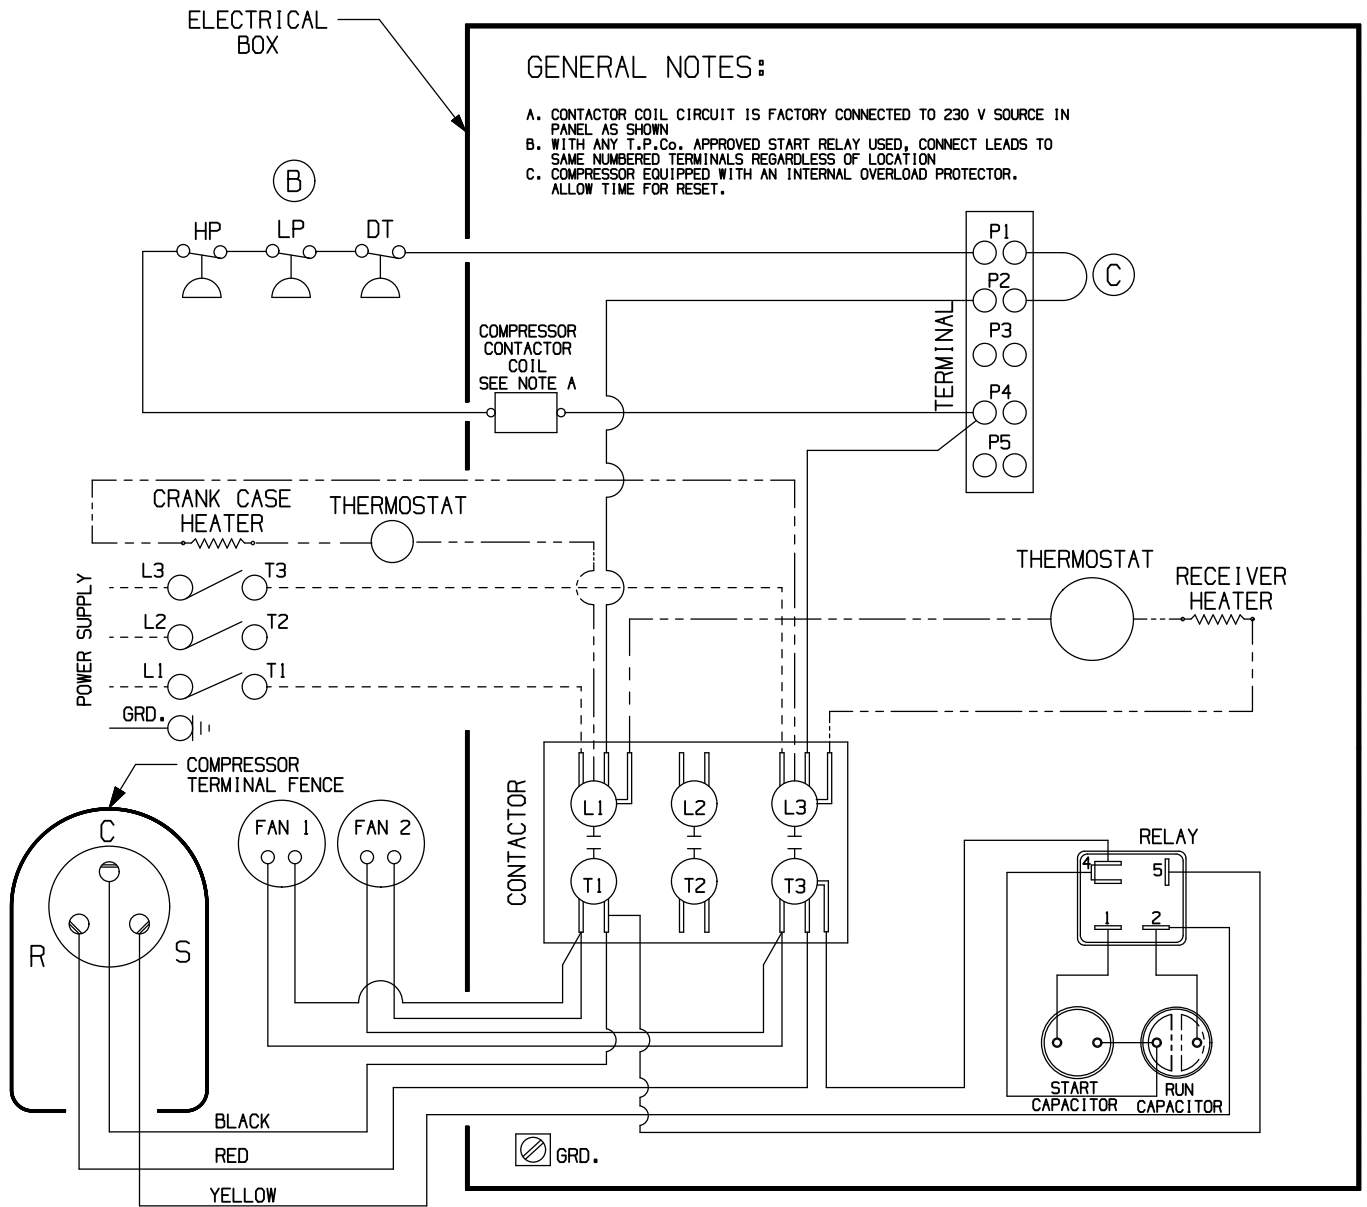 ELECTRICAL
BOX
GENERAL NOTES:
A. CONTACTOR COIL CIRCUIT IS FACTORY CONNECTED TO 230 V SOURCE IN
PANEL AS SHOWN
B. WITH ANY T.P.Co. APPROVED START RELAY USED, CONNECT LEADS TO
SAME NUMBERED TERMINALS REGARDLESS OF LOCATION
C. COMPRESSOR EQUIPPED WITH AN INTERNAL OVERLOAD PROTECTOR.
ALLOW TIME FOR RESET.
B
HP
LP
DT
P1
C
P2
P3
P4
P5
TERMINAL
COMPRESSOR
CONTACTOR
COIL
SEE NOTE A
CRANK CASE
HEATER
THERMOSTAT
THERMOSTAT
RECEIVER
HEATER
POWER SUPPLY
L3
T3
L2
T2
L1
T1
GRD.
COMPRESSOR
TERMINAL FENCE
C
R
S
FAN 1
FAN 2
CONTACTOR
L1
L2
L3
T1
T2
T3
RELAY
4
5
1
2
START
CAPACITOR
RUN
CAPACITOR
BLACK
RED
YELLOW
GRD.